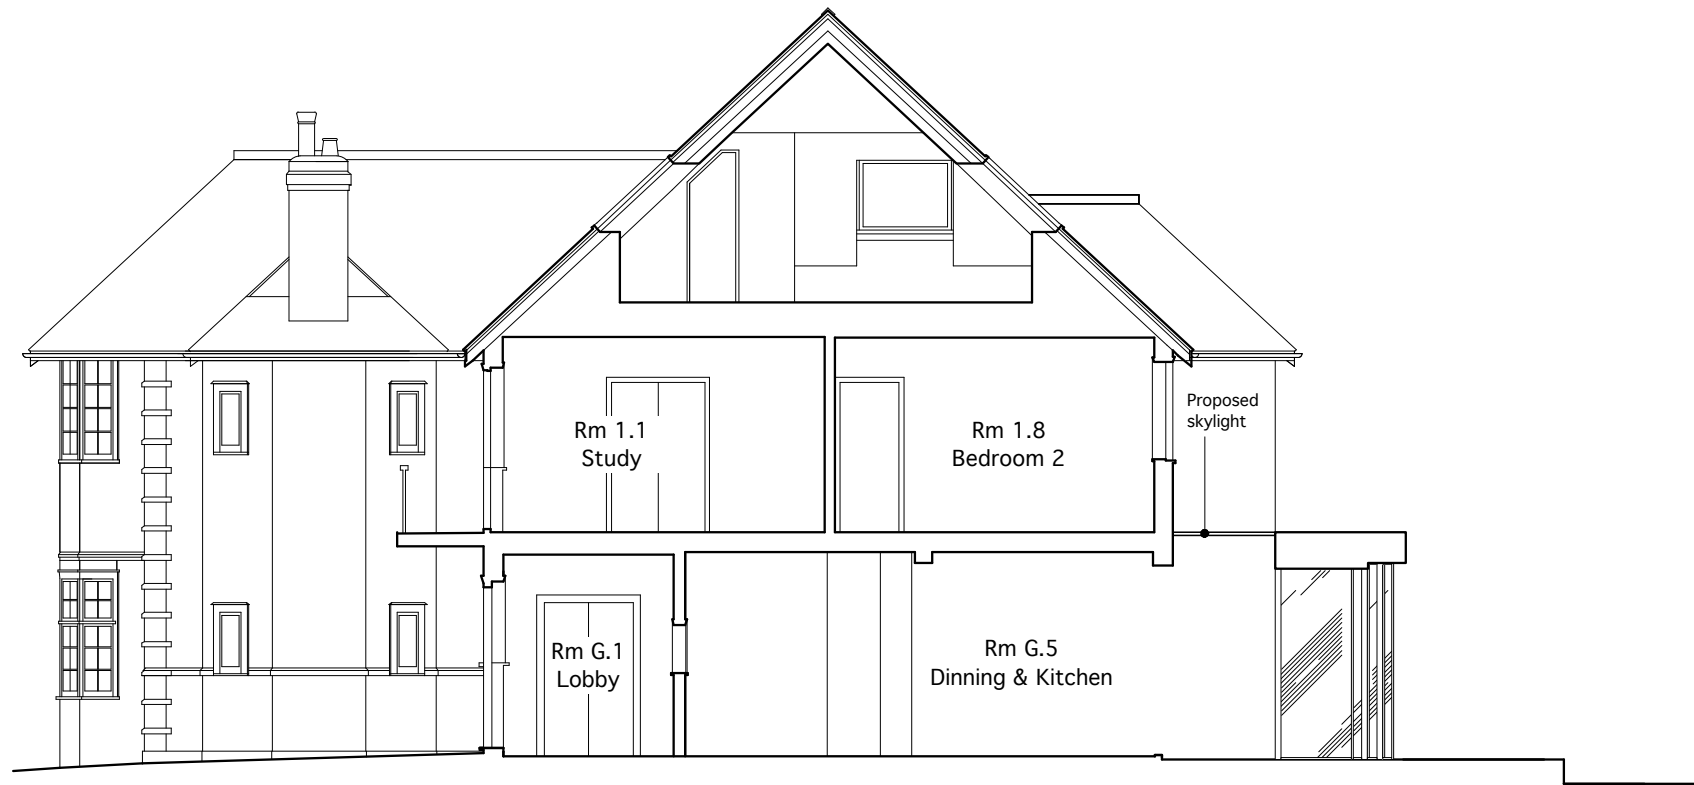 Proposed
skylight
Rm 1.1
Study
Rm 1.8
Bedroom 2
Rm G.1
Lobby
Rm G.5
Dinning & Kitchen